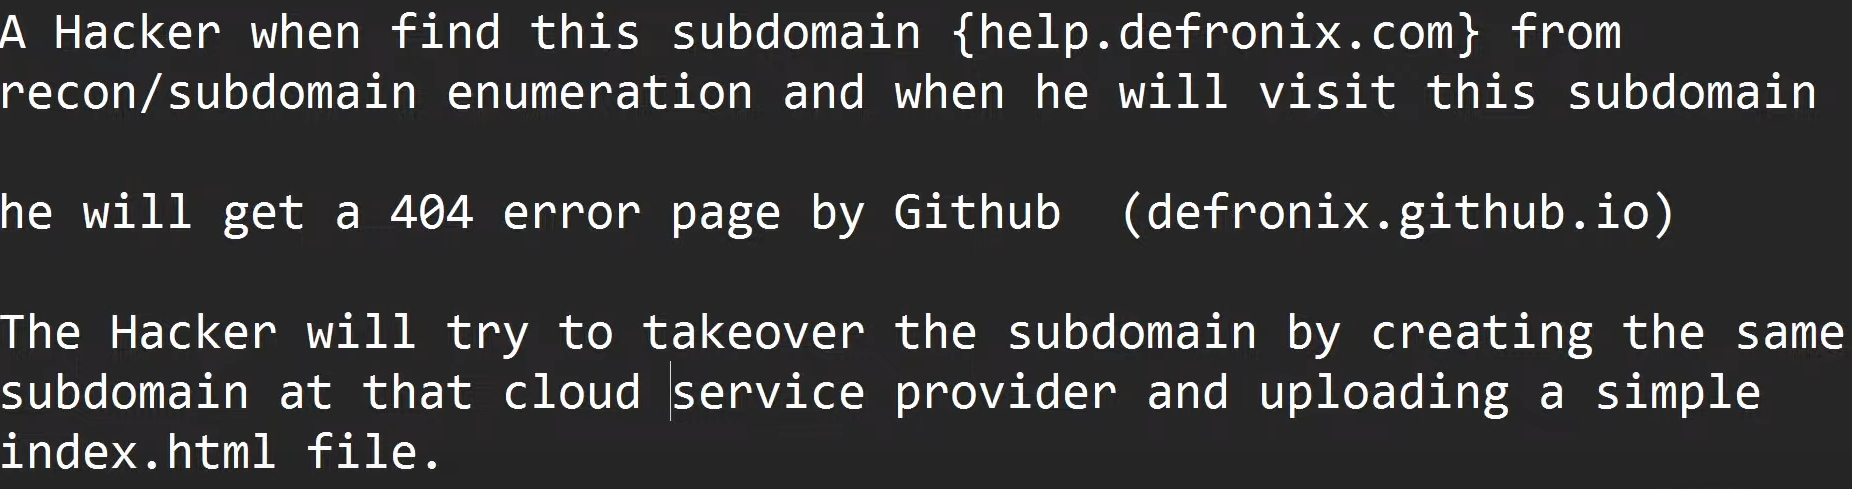 A Hacker when find this subdomain {help.defronix.com} from
recon/subdomain enumeration and when he will visit this subdomain
he will get a 404 error page by Github  (defronix.github.io)
The Hacker will try to takeover the subdomain by creating the same
subdomain at that cloud service provider and uploading a simple
index.html file.